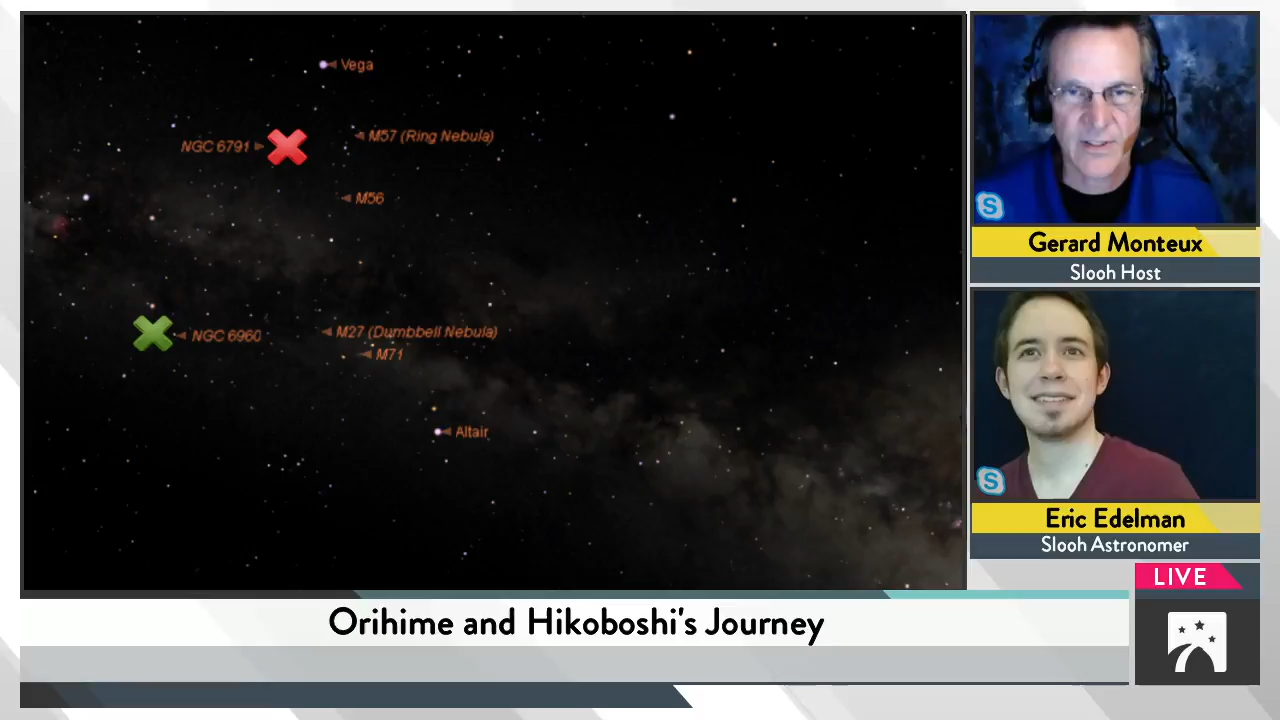 Vega
M57 (Ring Nebula)
NGC 6791
M56
NGC 6960
M27 (Dumbbell Nebula)
M71
Altair
Gerard Monteux
Slooh Host
Eric Edelman
Slooh Astronomer
LIVE
Orihime and Hikoboshi's Journey